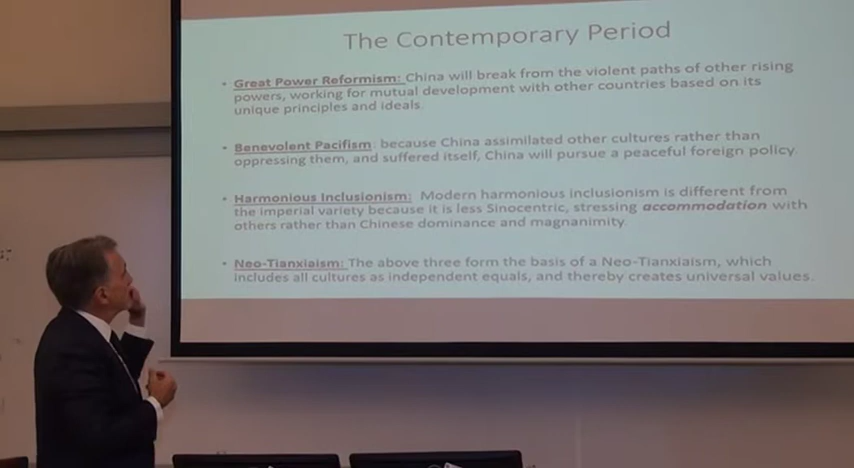 The Contemporary Period
• Great Power Reformism: China will break from the violent paths of other rising
powers, working for mutual development with other countries based on its
unique principles and ideals.
• Benevolent Pacifism: because China assimilated other cultures rather than
oppressing them, and suffered itself, China will pursue a peaceful foreign policy.
• Harmonious Inclusionism: Modern harmonious inclusionism is different from
the imperial variety because it is less Sinocentric, stressing accommodation with
others rather than Chinese dominance and magnanimity.
• Neo-Tianxiaism: The above three form the basis of a Neo-Tianxiaism, which
includes all cultures as independent equals, and thereby creates universal values.